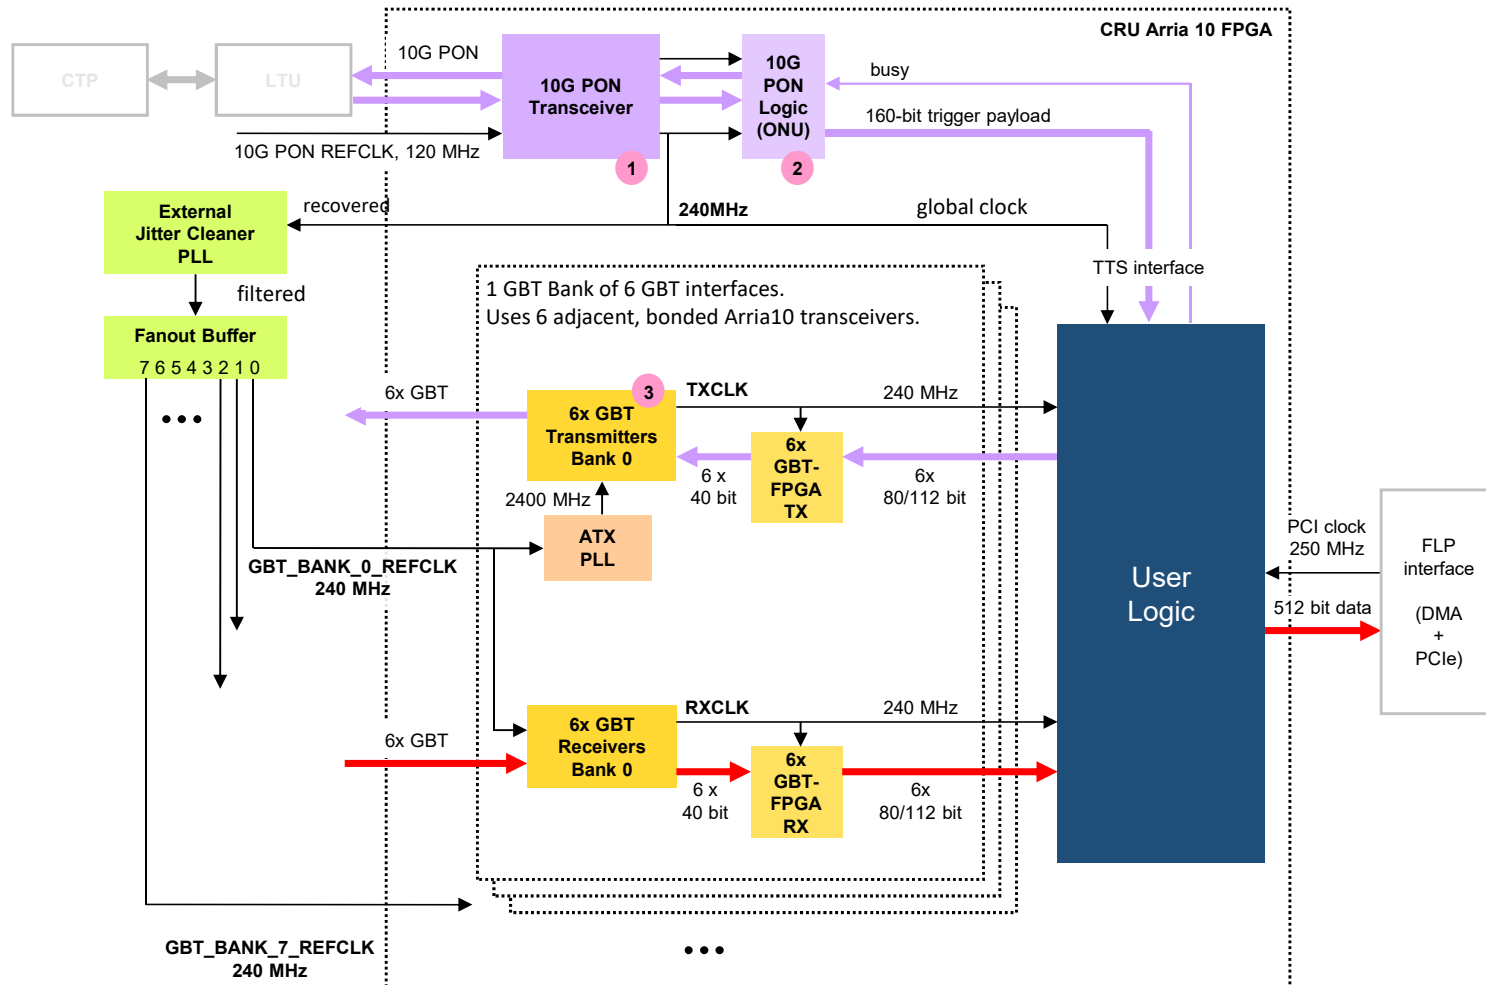 CRU Arria 10 FPGA
CTP
LTU
10G PON
10G PON
Transceiver
1
10G
PON
Logic
(ONU)
2
busy
160-bit trigger payload
10G PON REFCLK, 120 MHz
External
Jitter Cleaner
PLL
recovered
240MHz
global clock
TTS interface
filtered
Fanout Buffer
7 6 5 4 3 2 1 0
1 GBT Bank of 6 GBT interfaces.
Uses 6 adjacent, bonded Arria10 transceivers.
6x GBT
6x GBT
Transmitters
Bank 0
3
TXCLK
240 MHz
6x
GBT-
FPGA
TX
6 x
40 bit
6x
80/112 bit
2400 MHz
ATX
PLL
GBT_BANK_0_REFCLK
240 MHz
User
Logic
PCI clock
250 MHz
512 bit data
FLP
interface
(DMA
+
PCIe)
6x GBT
6x GBT
Receivers
Bank 0
RXCLK
240 MHz
6x
GBT-
FPGA
RX
6 x
40 bit
6x
80/112 bit
GBT_BANK_7_REFCLK
240 MHz